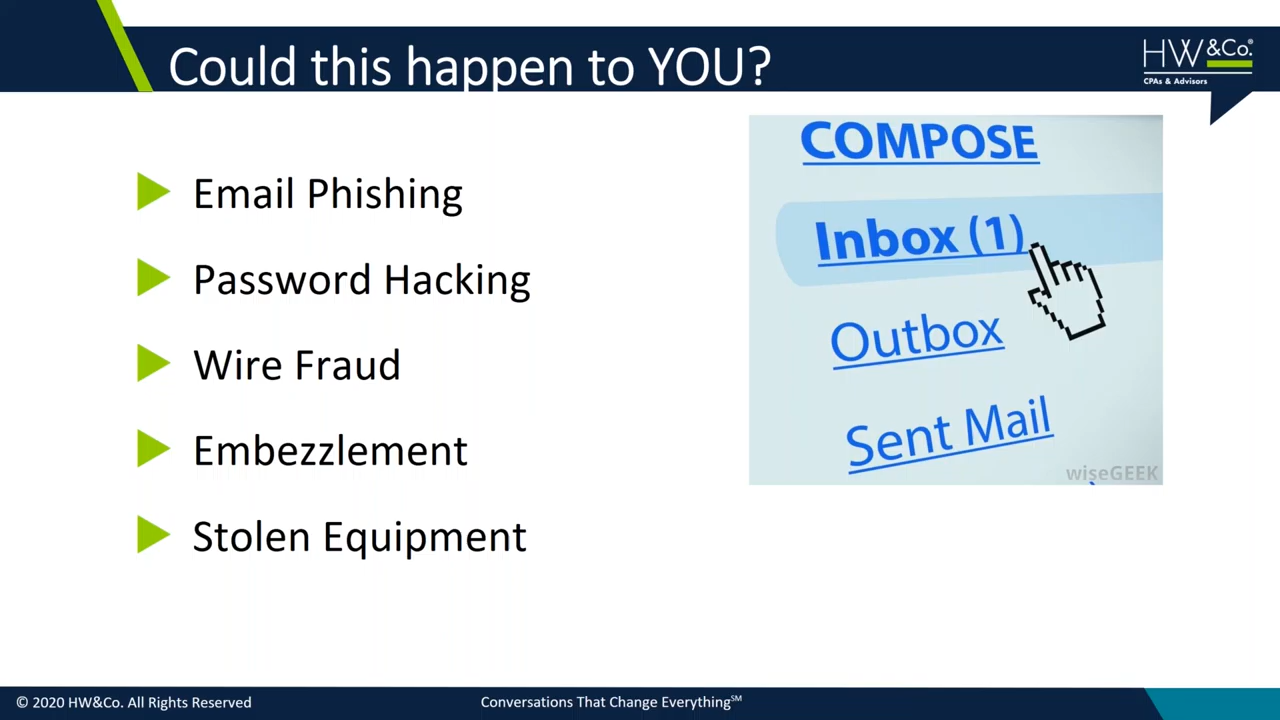 Could this happen to YOU?
HW&Co.®
CPAs & Advisors
Email Phishing
Password Hacking
Wire Fraud
Embezzlement
Stolen Equipment
COMPOSE
Inbox (1)
Outbox
Sent Mail
wiseGEEK
© 2020 HW&Co. All Rights Reserved
Conversations That Change Everything℠